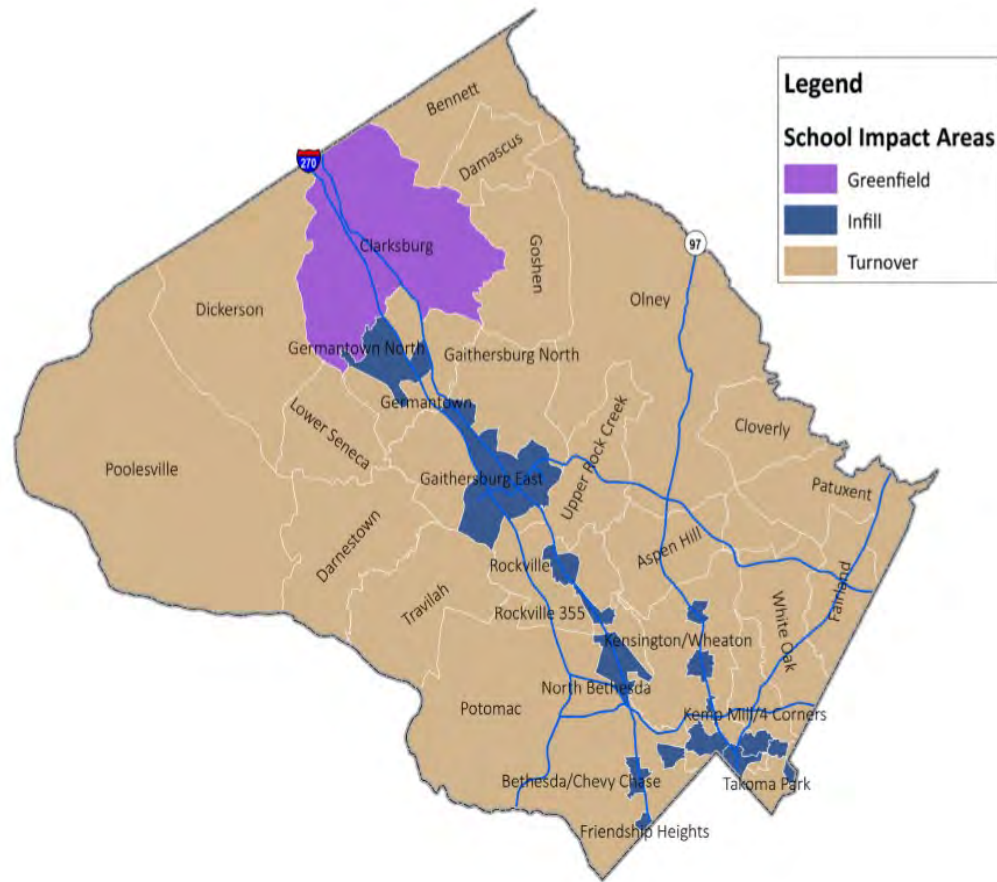 Legend
School Impact Areas
Greenfield
Infill
Turnover
Bennett
Damascus
270
Clarksburg
Goshen
97
Olney
Dickerson
Germantown North
Gaithersburg North
Germantown
Lower Seneca
Cloverly
Poolesville
Gaithersburg East
Upper Rock Creek
Patuxent
Darnestown
Aspen Hill
Rockville
Travilah
Fairland
Rockville 355
White Oak
Kensington/Wheaton
North Bethesda
Potomac
Kemp Mill/4 Corners
Bethesda/Chevy Chase
Takoma Park
Friendship Heights